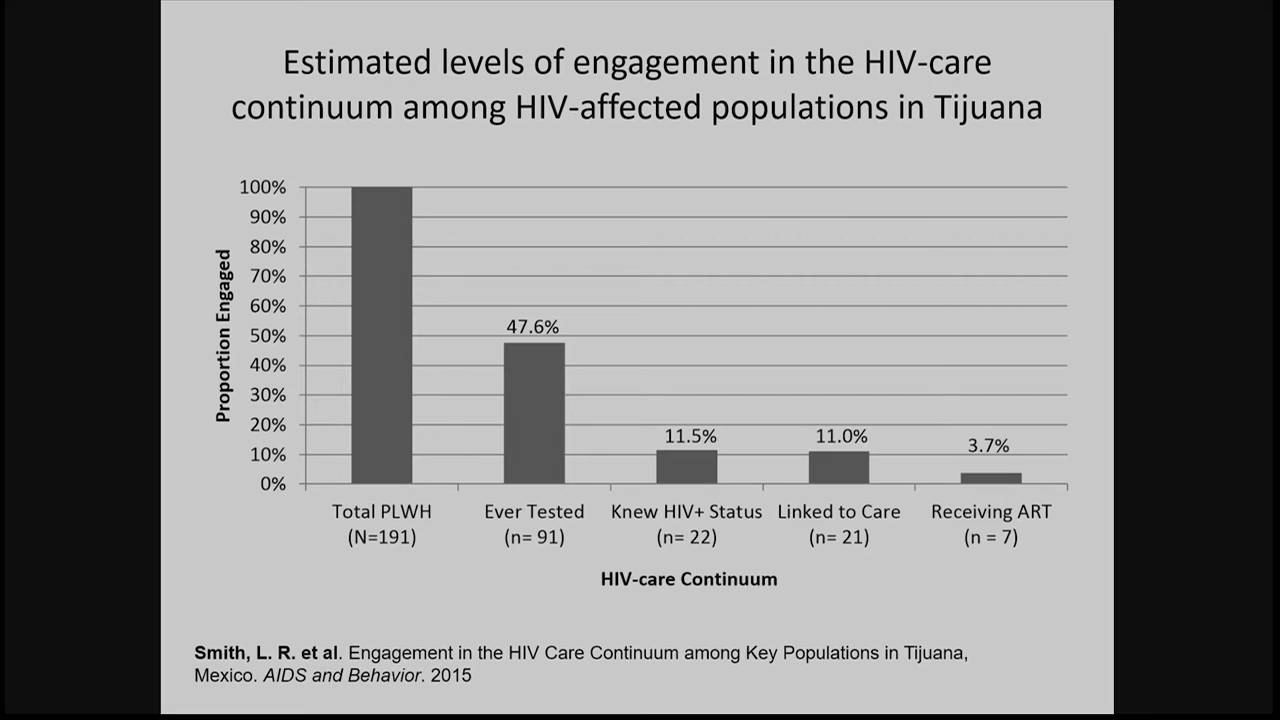 Estimated levels of engagement in the HIV-care
continuum among HIV-affected populations in Tijuana
Proportion Engaged
100%
90%
80%
70%
60%
50%
40%
30%
20%
10%
0%
47.6%
11.5%
11.0%
3.7%
Total PLWH
(N=191)
Ever Tested
(n= 91)
Knew HIV+ Status
(n= 22)
Linked to Care
(n= 21)
Receiving ART
(n = 7)
HIV-care Continuum
Smith, L. R. et al. Engagement in the HIV Care Continuum among Key Populations in Tijuana,
Mexico. AIDS and Behavior. 2015